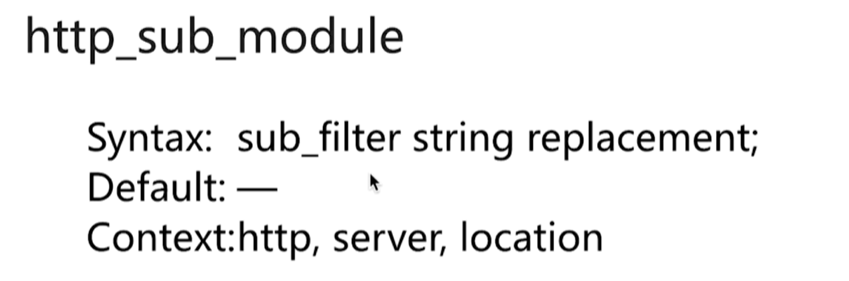 http_sub_module
Syntax: sub_filter string replacement;
Default: —
Context:http, server, location